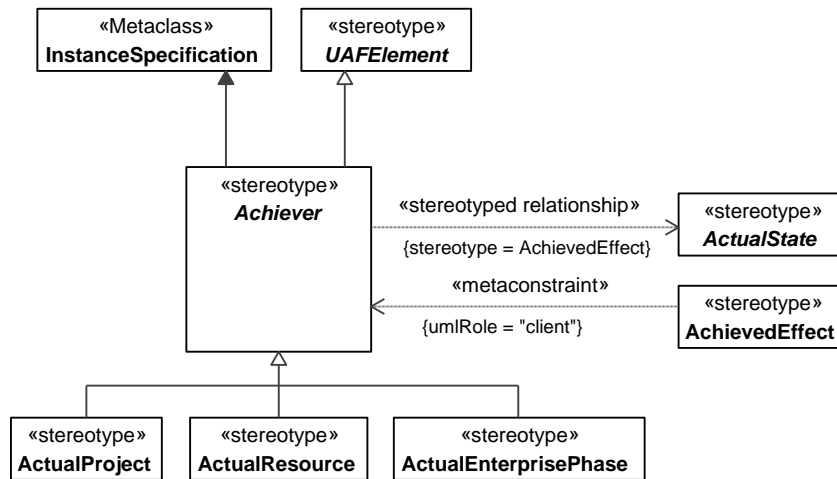 «Metaclass»
InstanceSpecification
«stereotype»
UAFElement
«stereotype»
Achiever
«stereotyped relationship»
{stereotype = AchievedEffect}
«stereotype»
ActualState
«metaconstraint»
{umlRole = "client"}
«stereotype»
AchievedEffect
«stereotype»
ActualProject
«stereotype»
ActualResource
«stereotype»
ActualEnterprisePhase